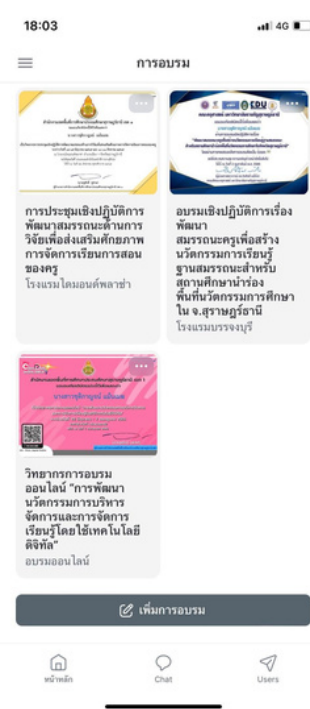 18:03
4G
การอบรม
การประชุมเชิงปฏิบัติการ
พัฒนาสมรรถนะด้านการ
วิจัยเพื่อส่งเสริมศักยภาพ
การจัดการเรียนการสอน
ของครู
โรงแรมไดมอนด์พลาซ่า
อบรมเชิงปฏิบัติการเรื่อง
พัฒนา
สมรรถนะครูเพื่อสร้าง
นวัตกรรมการเรียนรู้
ฐานสมรรถนะสำหรับ
สถานศึกษานำร่อง
พื้นที่นวัตกรรมการศึกษา
ใน จ.สุราษฎร์ธานี
โรงแรมบรรจงบุรี
วิทยากรการอบรม
ออนไลน์ "การพัฒนา
นวัตกรรมการบริหาร
จัดการและการจัดการ
เรียนรู้โดยใช้เทคโนโลยี
ดิจิทัล"
อบรมออนไลน์
เพิ่มการอบรม
หน้าหลัก
Chat
Users